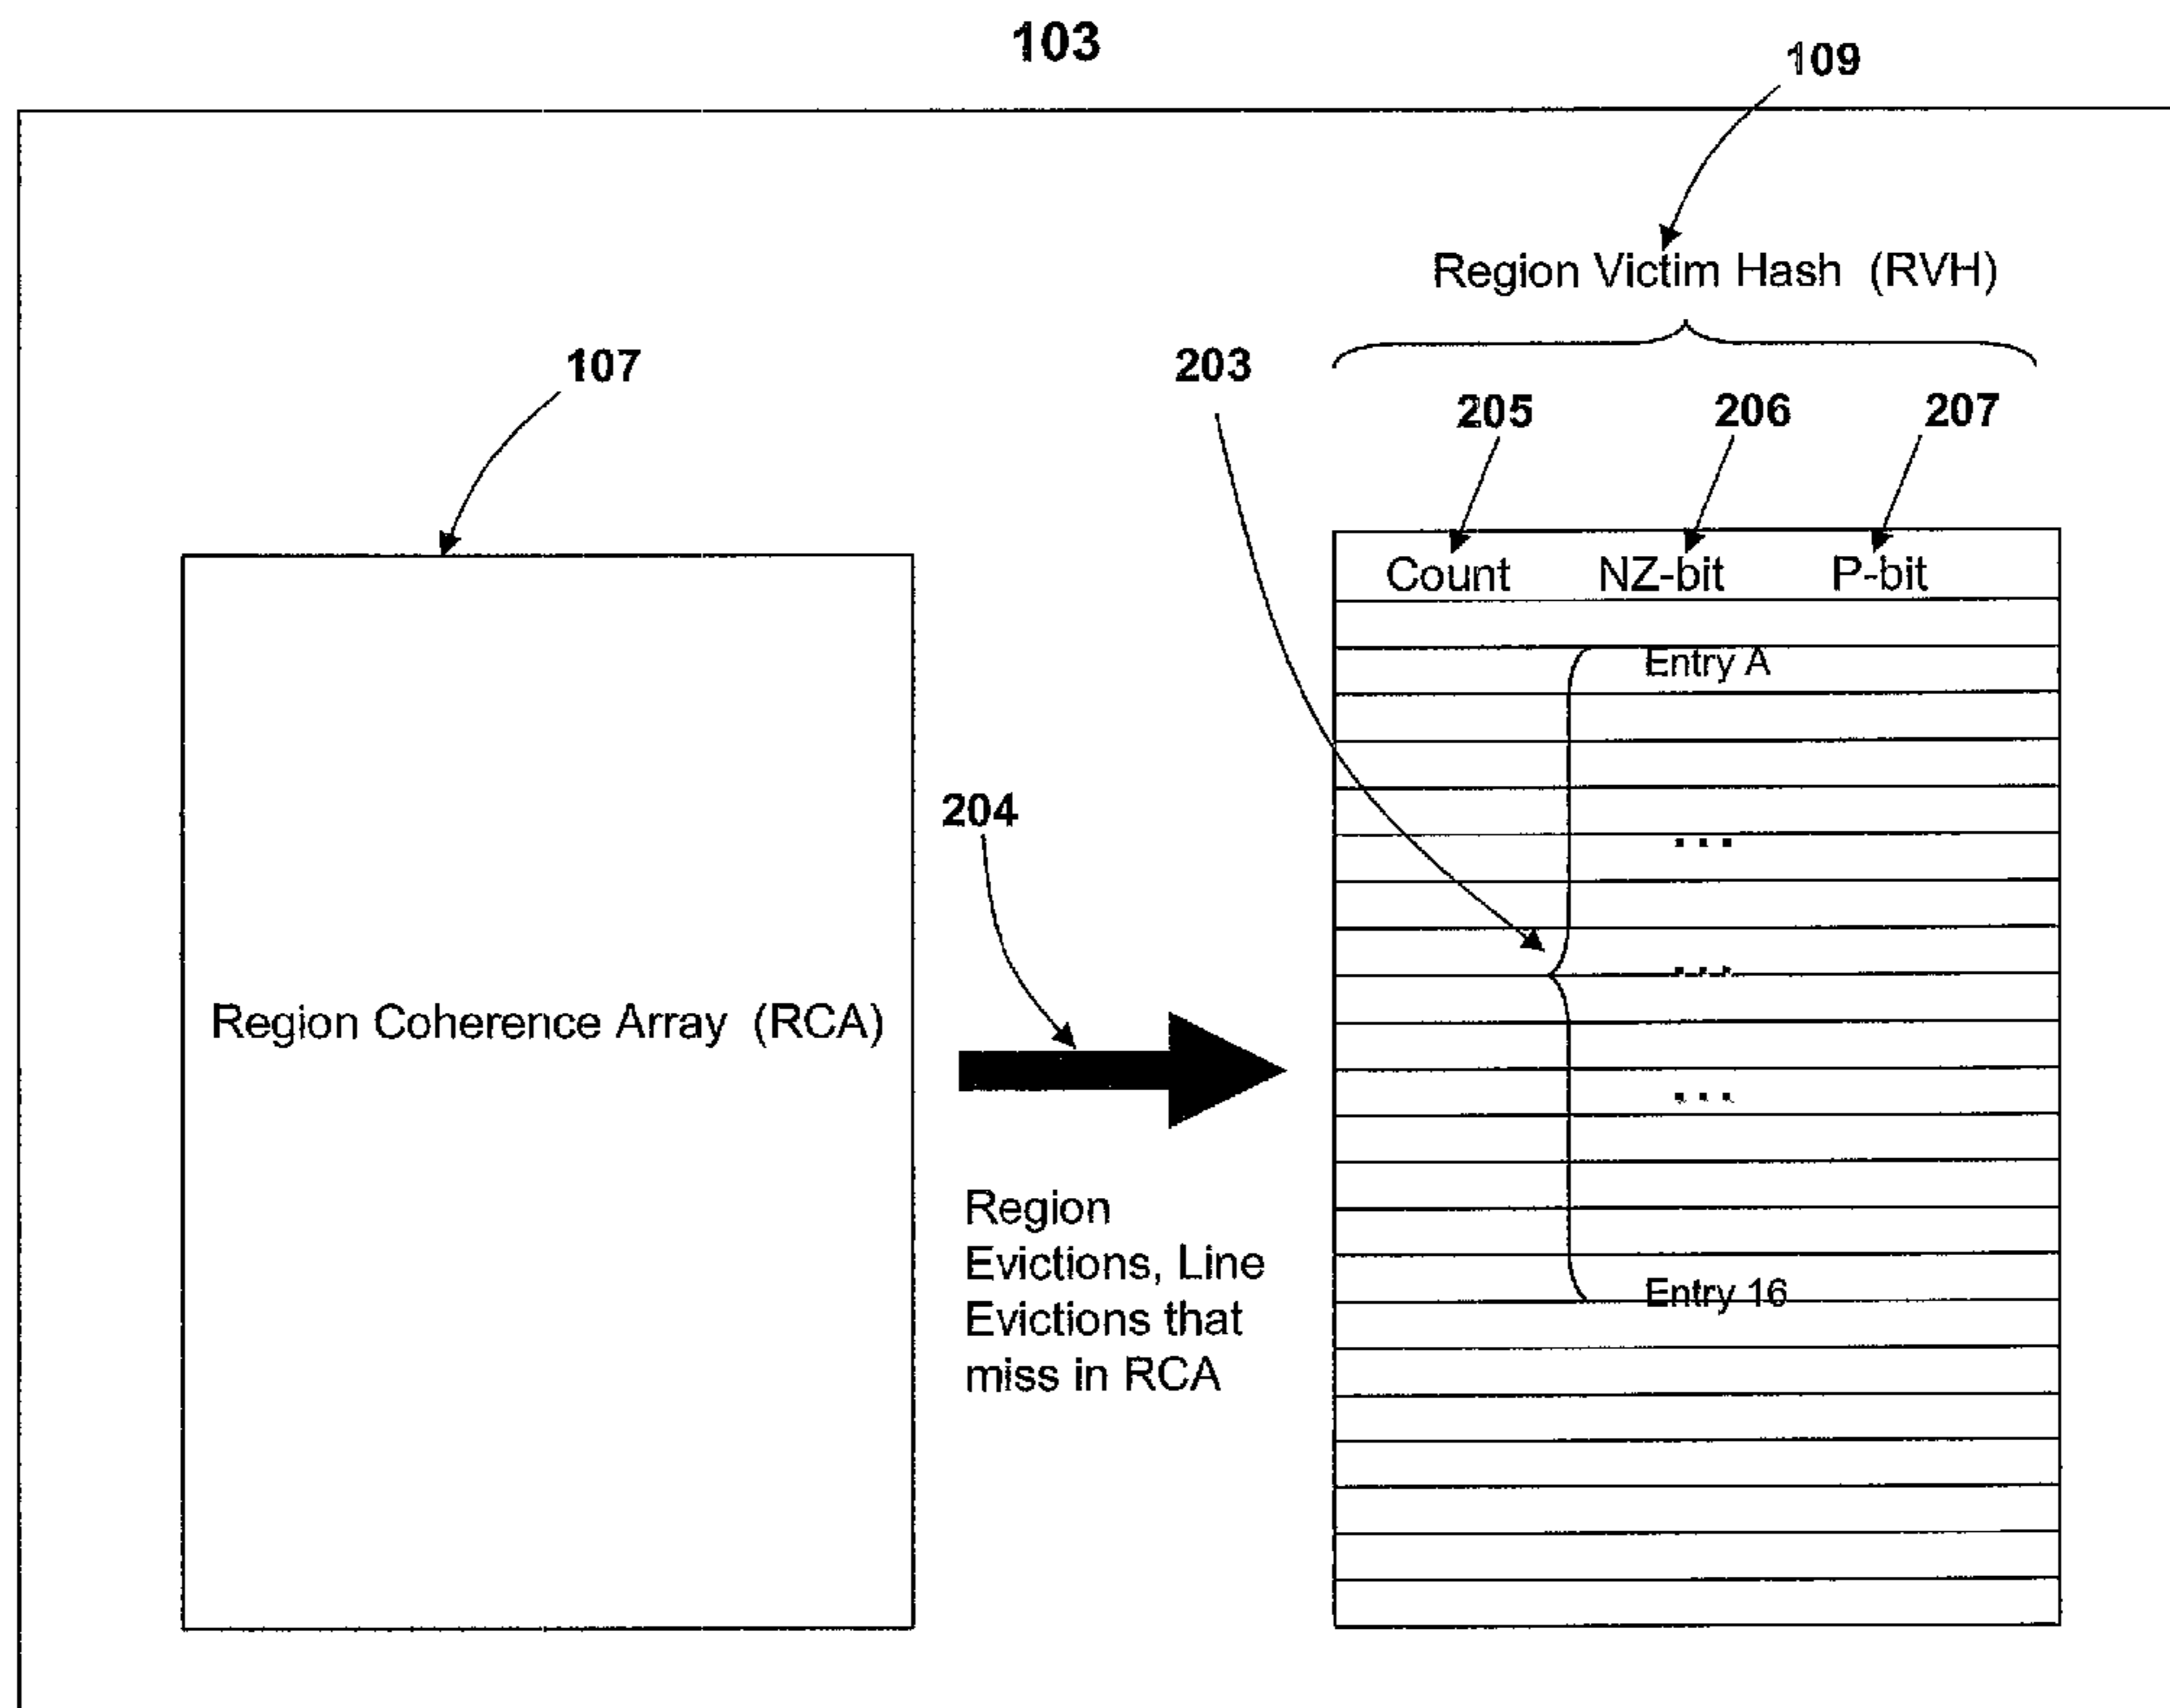 103
109
Region Victim Hash (RVH)
107
203
205 206 207
Count NZ-bit P-bit
Entry A
204
...
...
Region Coherence Array (RCA)
...
Region
Evictions, Line
Evictions that
miss in RCA
Entry 16